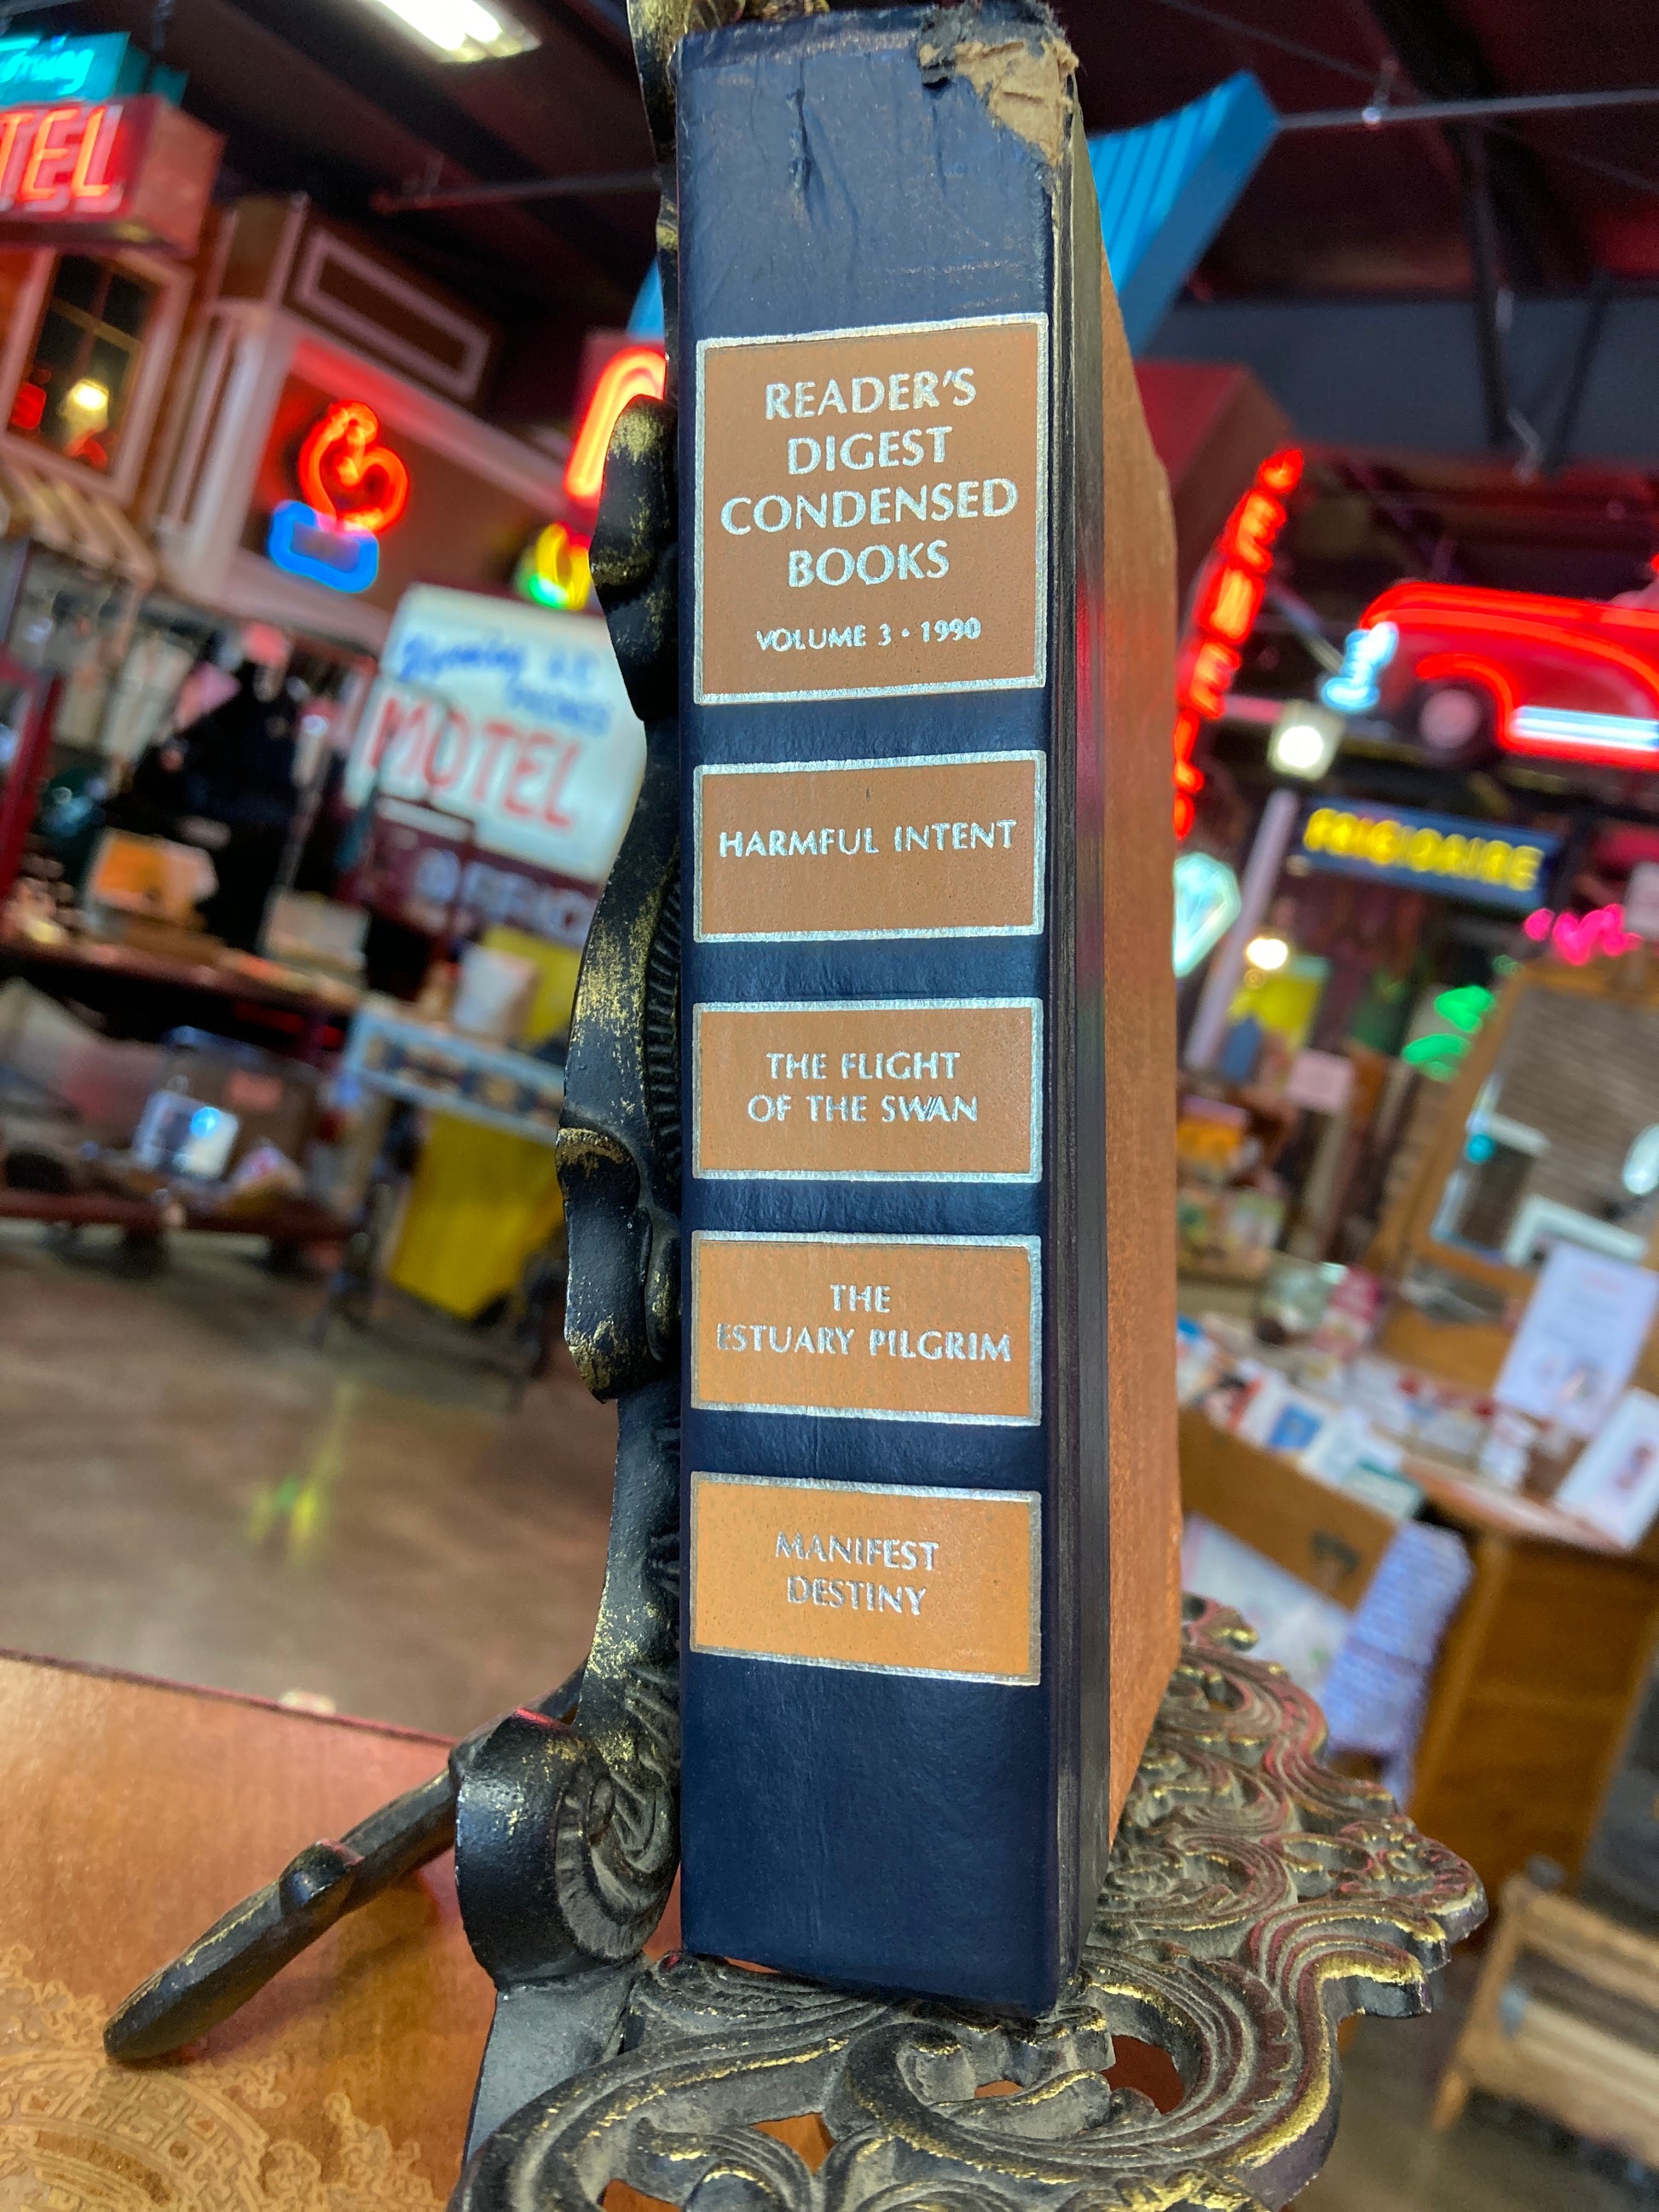 READER'S
DIGEST
CONDENSED
BOOKS
VOLUME 3 • 1990
HARMFUL INTENT
THE FLIGHT
OF THE SWAN
THE
ESTUARY PILGRIM
MANIFEST
DESTINY
TEL
MOTEL
FRIGIDAIRE